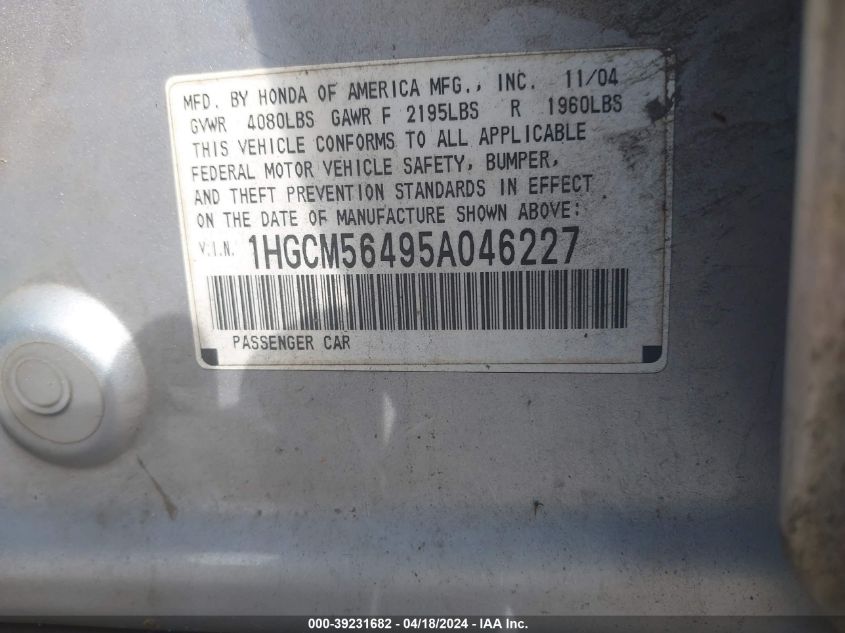 MFD. BY HONDA OF AMERICA MFG., INC. 11/04
GVWR 4080LBS GAWR F 2195LBS R 1960LBS
THIS VEHICLE CONFORMS TO ALL APPLICABLE
FEDERAL MOTOR VEHICLE SAFETY, BUMPER,
AND THEFT PREVENTION STANDARDS IN EFFECT
ON THE DATE OF MANUFACTURE SHOWN ABOVE:
V.I.N. 1HGCM56495A046227
PASSENGER CAR
000-39231682 - 04/18/2024 - IAA Inc.